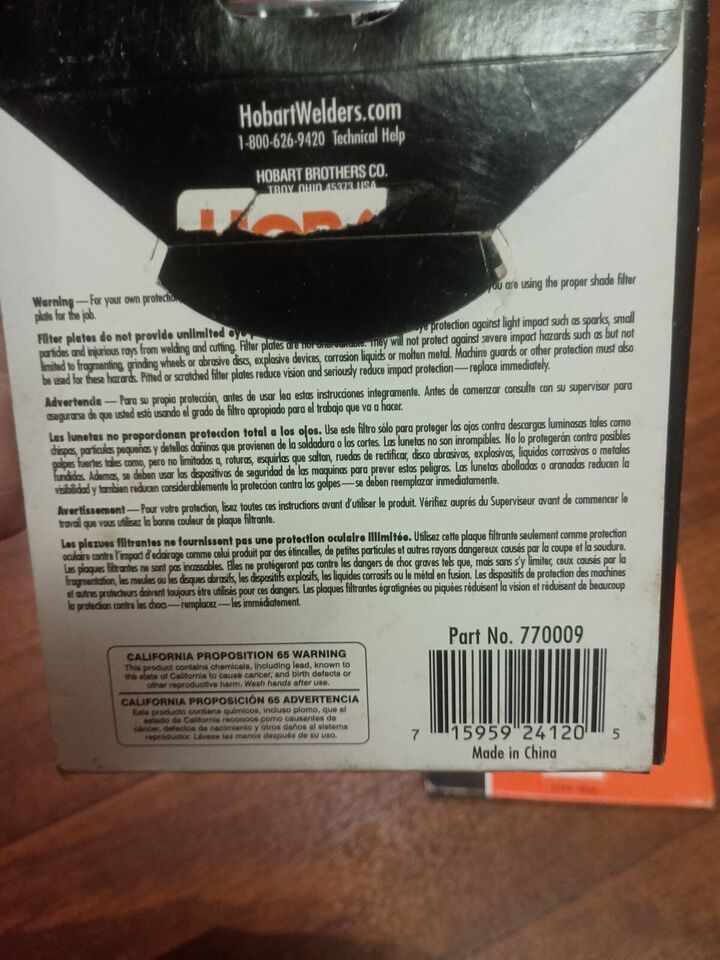 HobartWelders.com
1-800-626-9420 Technical Help
HOBART BROTHERS CO.
TROY, OHIO 45373 USA
HOBA
Warning — For your own protectio you are using the proper shade filter
plate for the job.
Filter plates do not provide unlimited eye protection against light impact such as sparks, small
particles and injurious rays from welding and cutting. Filter plates are not unbreakable. They will not protect against severe impact hazards such as but not
limited to fragmenting, grinding wheels or abrasive discs, explosive devices, corrosion liquids or molten metal. Machine guards or other protection must also
be used for these hazards. Pitted or scratched filter plates reduce vision and seriously reduce impact protection — replace immediately.
Advertencia — Para su propia protección, antes de usar lea estas instrucciones integramente. Antes de comenzar consulte con su supervisor para
asegurarse de que usted está usando el grado de filtro apropiado para el trabajo que va a hacer.
Las lunetas no proporcionan proteccion total a los ojos. Use este filtro sólo para proteger los ojos contra descargas luminosas tales como
chispas, particulas pequeñas y detellos dañinos que provienen de la soldadura o los cortes. Las lunetas no son inrompibles. No lo protegerán contra posibles
golpes fuertes tales como, pero no limitados a, roturas, esquirlas que saltan, ruedas de rectificar, disco abrasivos, explosivos, liquidos corrosivos o metales
fundidos. Ademas, se deben usar los dispositivos de seguridad de las maquinas para prever estos peligros. Las lunetas abolladas o aranadas reducen la
visibilidad y tambien reducen considerablemente la proteccion contra los golpes — se deben reemplazar inmediatamente.
Avertissement — Pour votre protection, lisez toutes ces instructions avant d'utiliser le produit. Vérifiez auprès du Superviseur avant de commencer le
travail que vous utilisez la bonne couleur de plaque filtrante.
Les plazues filtrantes ne fournissent pas une protection oculaire illimitée. Utilisez cette plaque filtrante seulement comme protection
oculaire contre l'impact d'edairage comme celui produit par des étincelles, de petites particules et autres rayons dangereux causés par la coupe et la soudure.
Les plaques filtrantes ne sont pas incassables. Elles ne protégeront pas contre les dangers de choc graves tels que, mais sans s'y limiter, ceux causés par la
fragmentation, les meules ou les disques abrasifs, les dispositifs explosifs, les liquides corrosifs ou le métal en fusion. Les dispositifs de protection des machines
et autres protecteurs doivent toujours être utilisés pour ces dangers. Les plaques filtrantes égratignées ou piquées réduisent la vision et réduisent de beaucoup
la protection contre les chocs — remplacez — les immédiatement.
CALIFORNIA PROPOSITION 65 WARNING
This product contains chemicals, including lead, known to
the state of California to cause cancer, and birth defects or
other reproductive harm. Wash hands after use.
CALIFORNIA PROPOSICIÓN 65 ADVERTENCIA
Este producto contiene quimicos, incluso plomo, que el
estado de California reconoce como causantes de
cáncer, defectos de nacimiento y otros daños al sistema
reproductor. Lávese las manos después de su uso.
Part No. 770009
7 15959 24120 5
Made in China